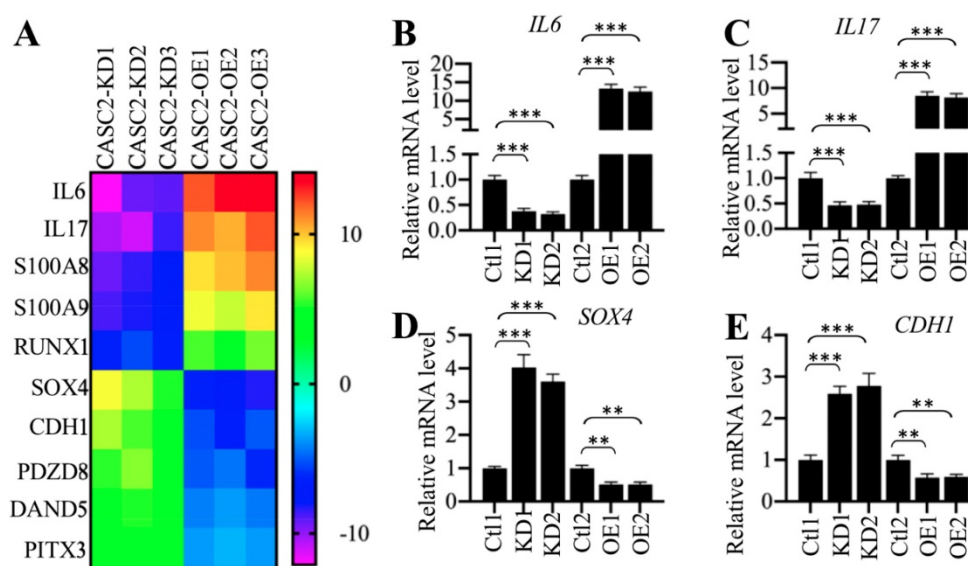 A
CASC2-KD1
CASC2-KD2
CASC2-KD3
CASC2-OE1
CASC2-OE2
CASC2-OE3
IL6
IL17
S100A8
S100A9
RUNX1
SOX4
CDH1
PDZD8
DAND5
PITX3
10
0
-10
B
IL6
Relative mRNA level
20
15
10
5
1.5
1.0
0.5
0.0
***
***
***
***
Ctl1
KD1
KD2
Ctl2
OE1
OE2
C
IL17
Relative mRNA level
15
10
5
1.5
1.0
0.5
0.0
***
***
***
***
Ctl1
KD1
KD2
Ctl2
OE1
OE2
D
SOX4
Relative mRNA level
5
4
3
2
1
0
***
***
**
**
Ctl1
KD1
KD2
Ctl2
OE1
OE2
E
CDH1
Relative mRNA level
4
3
2
1
0
***
***
**
**
Ctl1
KD1
KD2
Ctl2
OE1
OE2